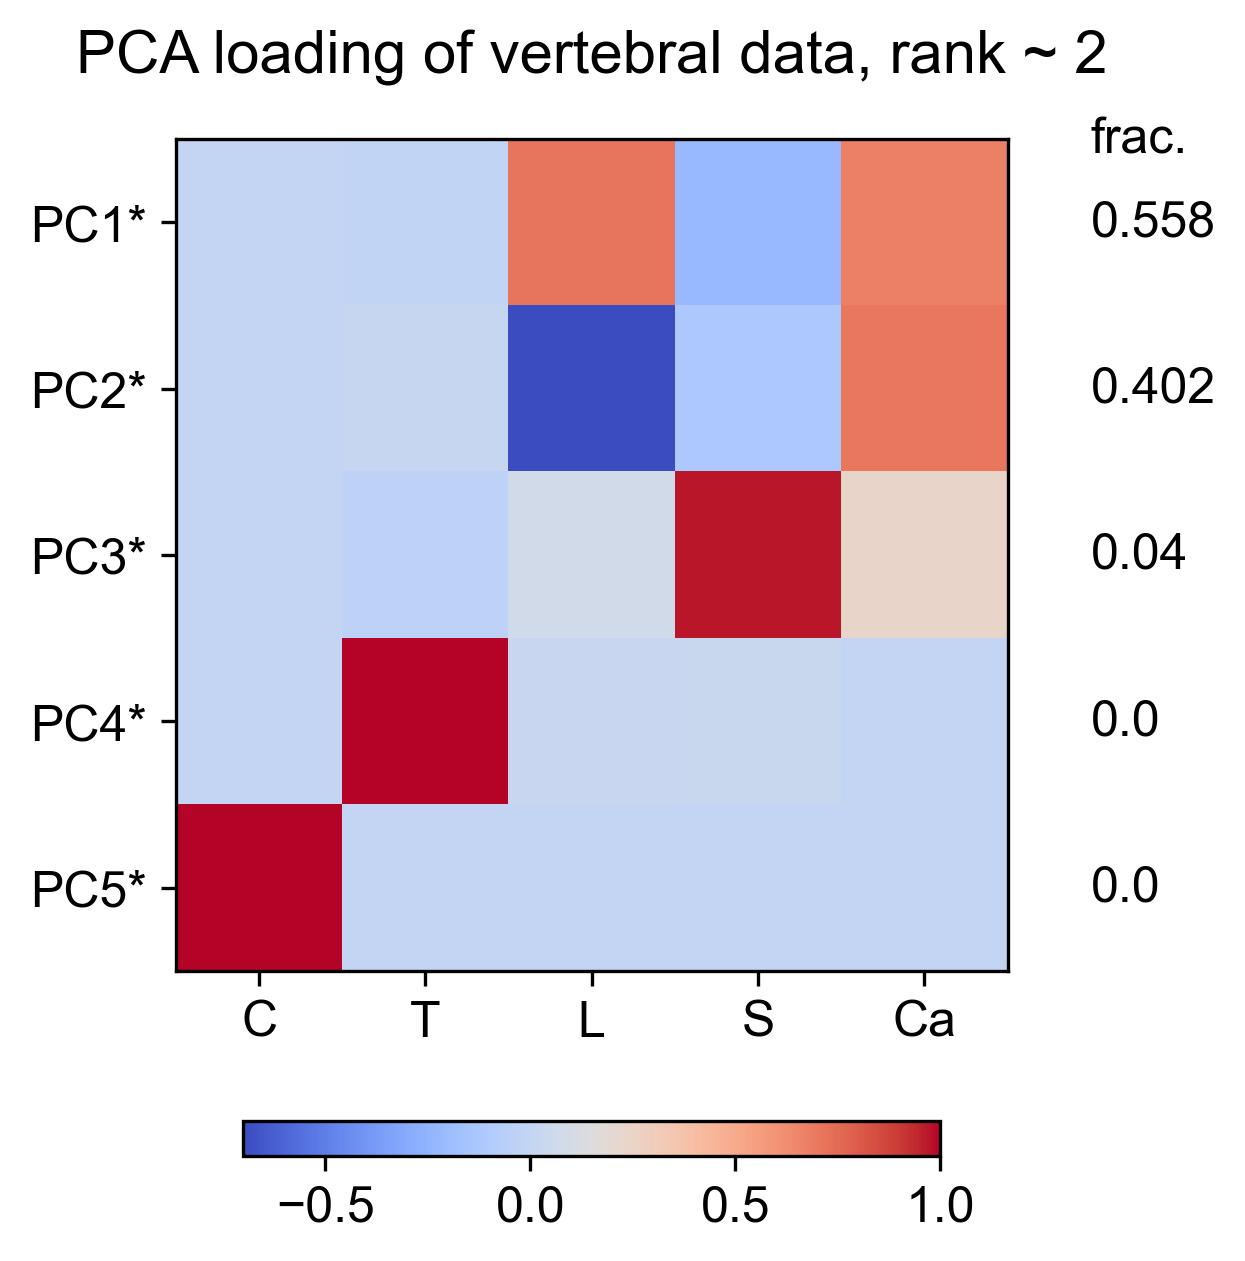 PCA loading of vertebral data, rank ~ 2
frac.
PC1* 0.558
PC2* 0.402
PC3* 0.04
PC4* 0.0
PC5* 0.0
C T L S Ca
−0.5 0.0 0.5 1.0